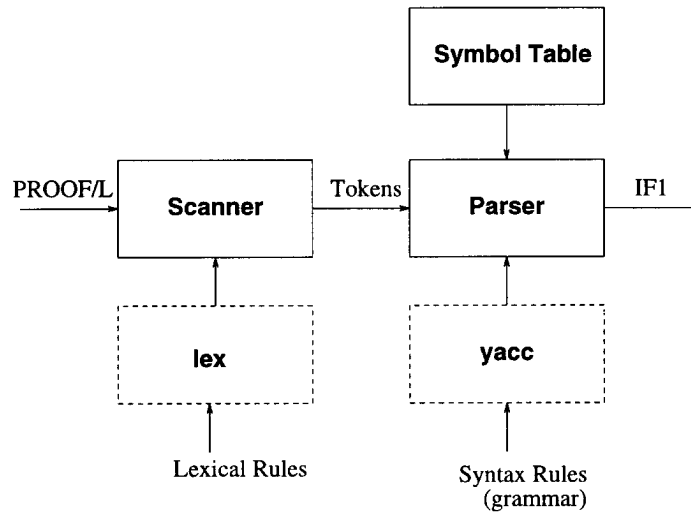 Symbol Table
PROOF/L
Scanner
Tokens
Parser
IF1
lex
yacc
Lexical Rules
Syntax Rules
(grammar)